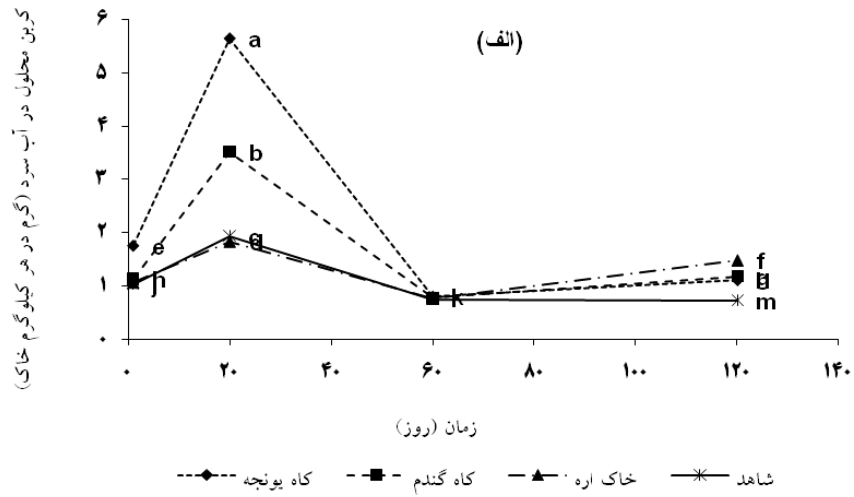 (الف)
کربن محلول در آب سرد (گرم در هر کیلوگرم خاک)
۶
۵
۴
۳
۲
۱
۰
a
b
e
f
m
۰ ۲۰ ۴۰ ۶۰ ۸۰ ۱۰۰ ۱۲۰ ۱۴۰
زمان (روز)
کاه یونجه کاه گندم خاک اره شاهد